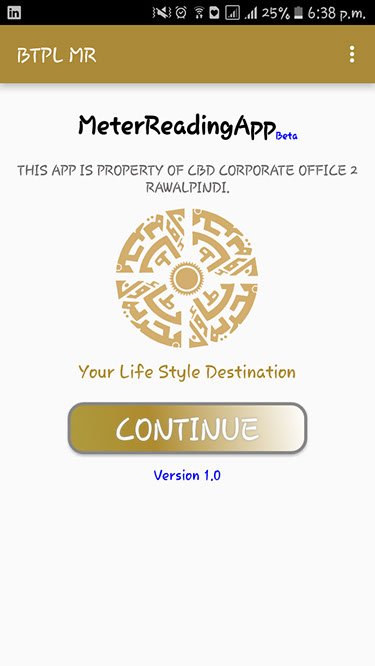 25% 6:38 p.m.
BTPL MR
MeterReadingApp Beta
THIS APP IS PROPERTY OF CBD CORPORATE OFFICE 2
RAWALPINDI.
Your Life Style Destination
CONTINUE
Version 1.0